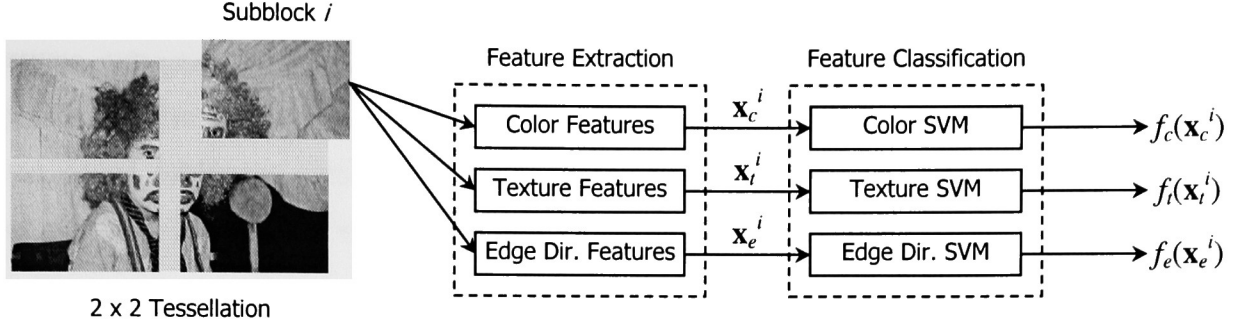 Subblock i
Feature Extraction
Feature Classification
Color Features
x_c^i
Color SVM
f_c(x_c^i)
Texture Features
x_t^i
Texture SVM
f_t(x_t^i)
Edge Dir. Features
x_e^i
Edge Dir. SVM
f_e(x_e^i)
2 x 2 Tessellation